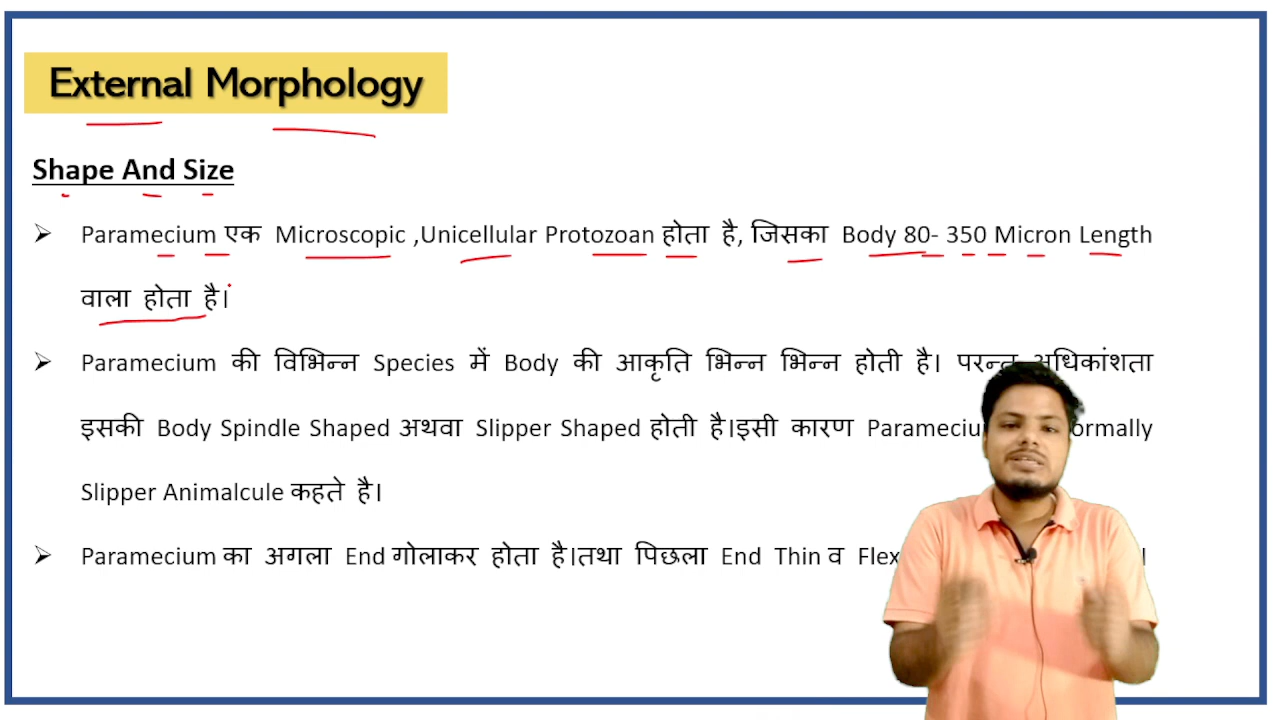 External Morphology
Shape And Size
➢ Paramecium एक Microscopic ,Unicellular Protozoan होता है, जिसका Body 80- 350 Micron Length
वाला होता है।
➢ Paramecium की विभिन्न Species में Body की आकृति भिन्न भिन्न होती है। परन्तु अधिकांशता
इसकी Body Spindle Shaped अथवा Slipper Shaped होती है।इसी कारण
Slipper Animalcule कहते है।
➢ Paramecium का अगला End गोलाकर होता है।तथा पिछला End Thin व